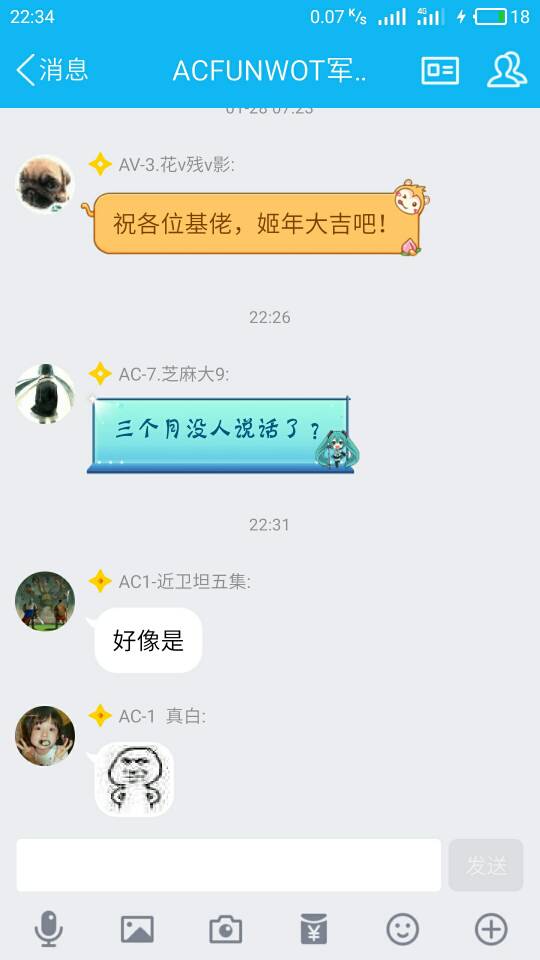 22:34
0.07 K/s
4G
18
消息
ACFUNWOT军..
01-28 07:23
AV-3.花v残v影:
祝各位基佬，姬年大吉吧！
22:26
AC-7.芝麻大9:
三个月没人说话了？
22:31
AC1-近卫坦五集:
好像是
AC-1 真白:
发送
¥